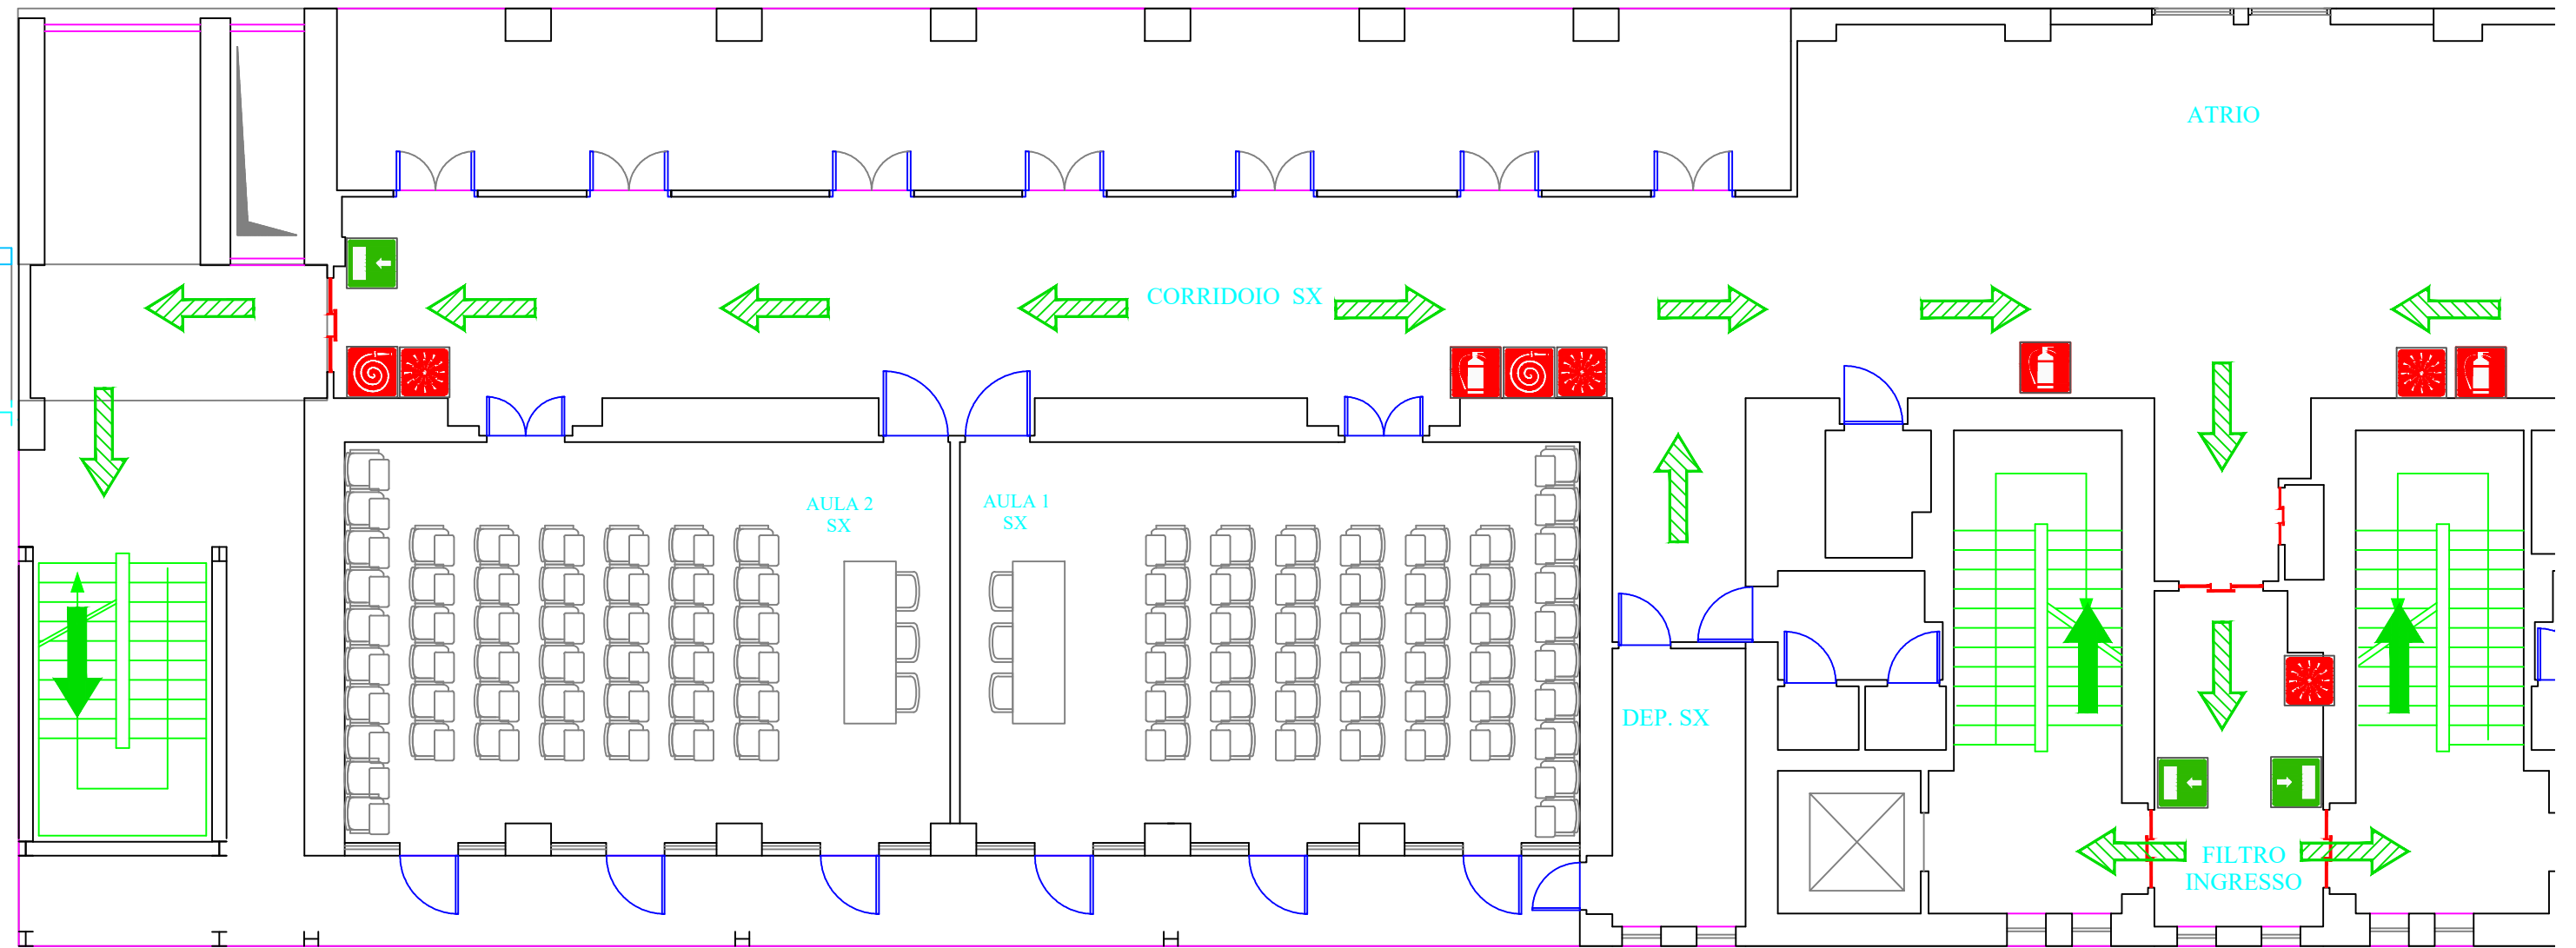 ATRIO
CORRIDOIO SX
AULA 2
SX
AULA 1
SX
DEP. SX
FILTRO
INGRESSO